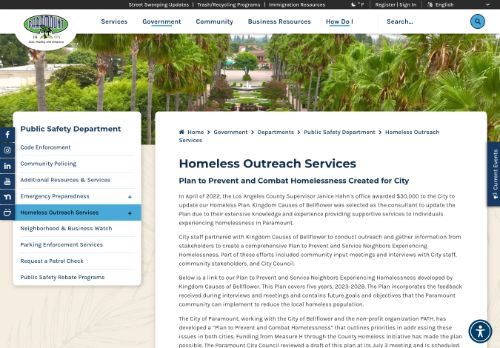 Street Sweeping Updates | Trash/Recycling Programs | Immigration Resources
°F | Register | Sign In
English
PARAMOUNT
Services
Government
Community
Business Resources
How Do I
Search...
Public Safety Department
Code Enforcement
Community Policing
Additional Resources & Services
Emergency Preparedness +
Homeless Outreach Services +
Neighborhood & Business Watch
Parking Enforcement Services
Request a Patrol Check
Public Safety Rebate Programs
Home > Government > Departments > Public Safety Department > Homeless Outreach
Services
Homeless Outreach Services
Plan to Prevent and Combat Homelessness Created for City
In April of 2022, the Los Angeles County Supervisor Janice Hahn's office awarded $30,000 to the City to
update our Homeless Plan. Kingdom Causes of Bellflower was selected as the consultant to update the
Plan due to their extensive knowledge and experience providing supportive services to individuals
experiencing homelessness in Paramount.
City staff partnered with Kingdom Causes of Bellflower to conduct outreach and gather information from
stakeholders to create a comprehensive Plan to Prevent and Service Neighbors Experiencing
Homelessness. Part of these efforts included community input meetings and interviews with City staff,
community stakeholders, and City Council.
Below is a link to our Plan to Prevent and Service Neighbors Experiencing Homelessness developed by
Kingdom Causes of Bellflower. This Plan covers five years, 2023-2028. The Plan incorporates the feedback
received during interviews and meetings and contains future goals and objectives that the Paramount
community can implement to reduce the local homeless population.
The City of Paramount, working with the City of Bellflower and the non-profit organization PATH, has
developed a "Plan to Prevent and Combat Homelessness" that outlines priorities in addressing these
issues in both cities. Funding from Measure H through the County Homeless Initiative has made the plan
possible. The Paramount City Council reviewed a draft of this plan at its July 3 meeting and is scheduled
Current Events